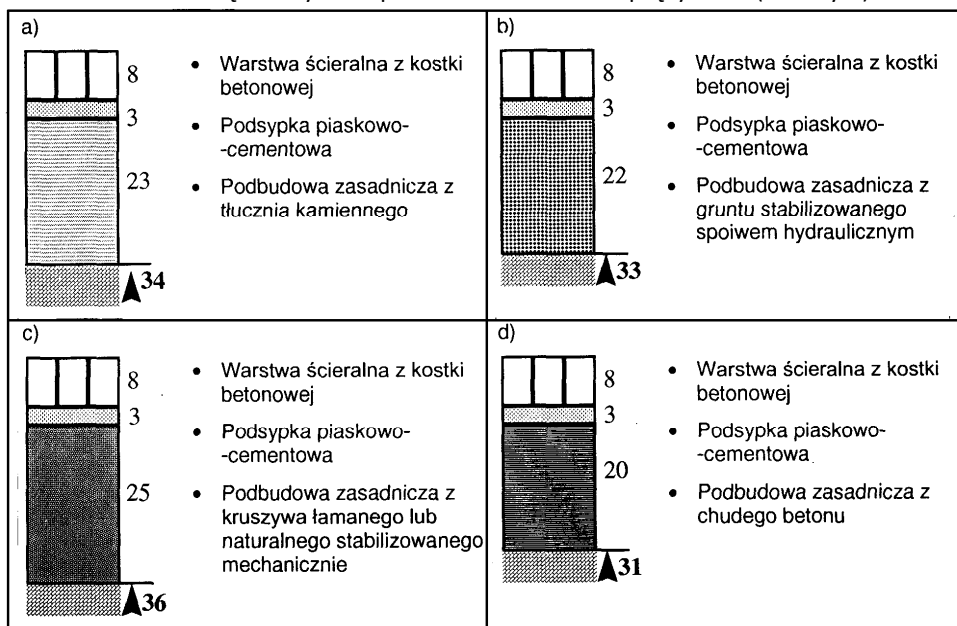 a)
8
3
23
34
• Warstwa ścieralna z kostki
betonowej
• Podsypka piaskowo-
-cementowa
• Podbudowa zasadnicza z
tłucznia kamiennego
b)
8
3
22
33
• Warstwa ścieralna z kostki
betonowej
• Podsypka piaskowo-
-cementowa
• Podbudowa zasadnicza z
gruntu stabilizowanego
spoiwem hydraulicznym
c)
8
3
25
36
• Warstwa ścieralna z kostki
betonowej
• Podsypka piaskowo-
-cementowa
• Podbudowa zasadnicza z
kruszywa łamanego lub
naturalnego stabilizowanego
mechanicznie
d)
8
3
20
31
• Warstwa ścieralna z kostki
betonowej
• Podsypka piaskowo-
-cementowa
• Podbudowa zasadnicza z
chudego betonu